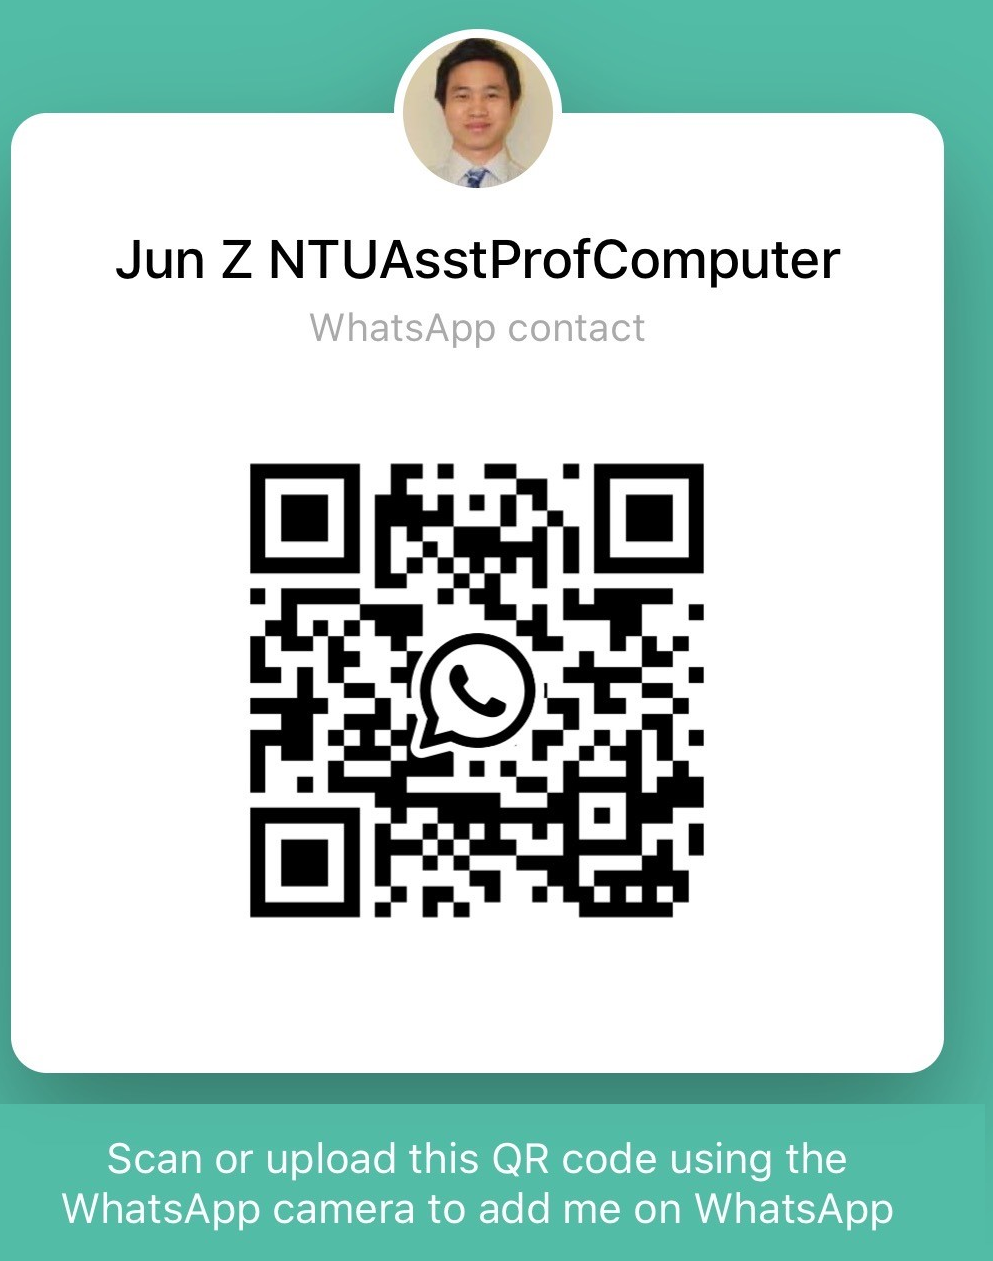 Jun Z NTUAsstProfComputer
WhatsApp contact
Scan or upload this QR code using the
WhatsApp camera to add me on WhatsApp